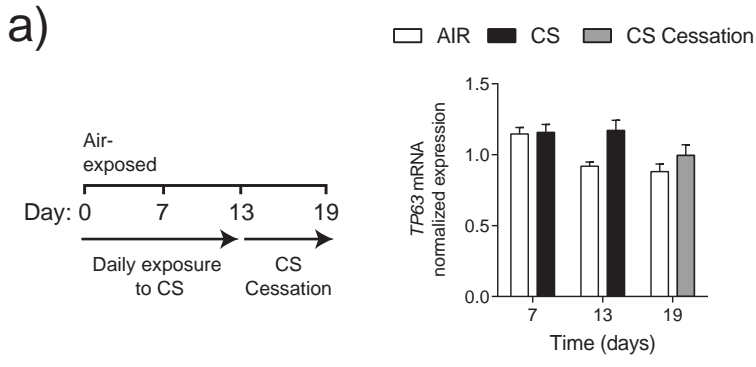 a)
AIR CS CS Cessation
Air-
exposed
Day: 0 7 13 19
Daily exposure
to CS
CS
Cessation
TP63 mRNA
normalized expression
1.5
1.0
0.5
0.0
7 13 19
Time (days)